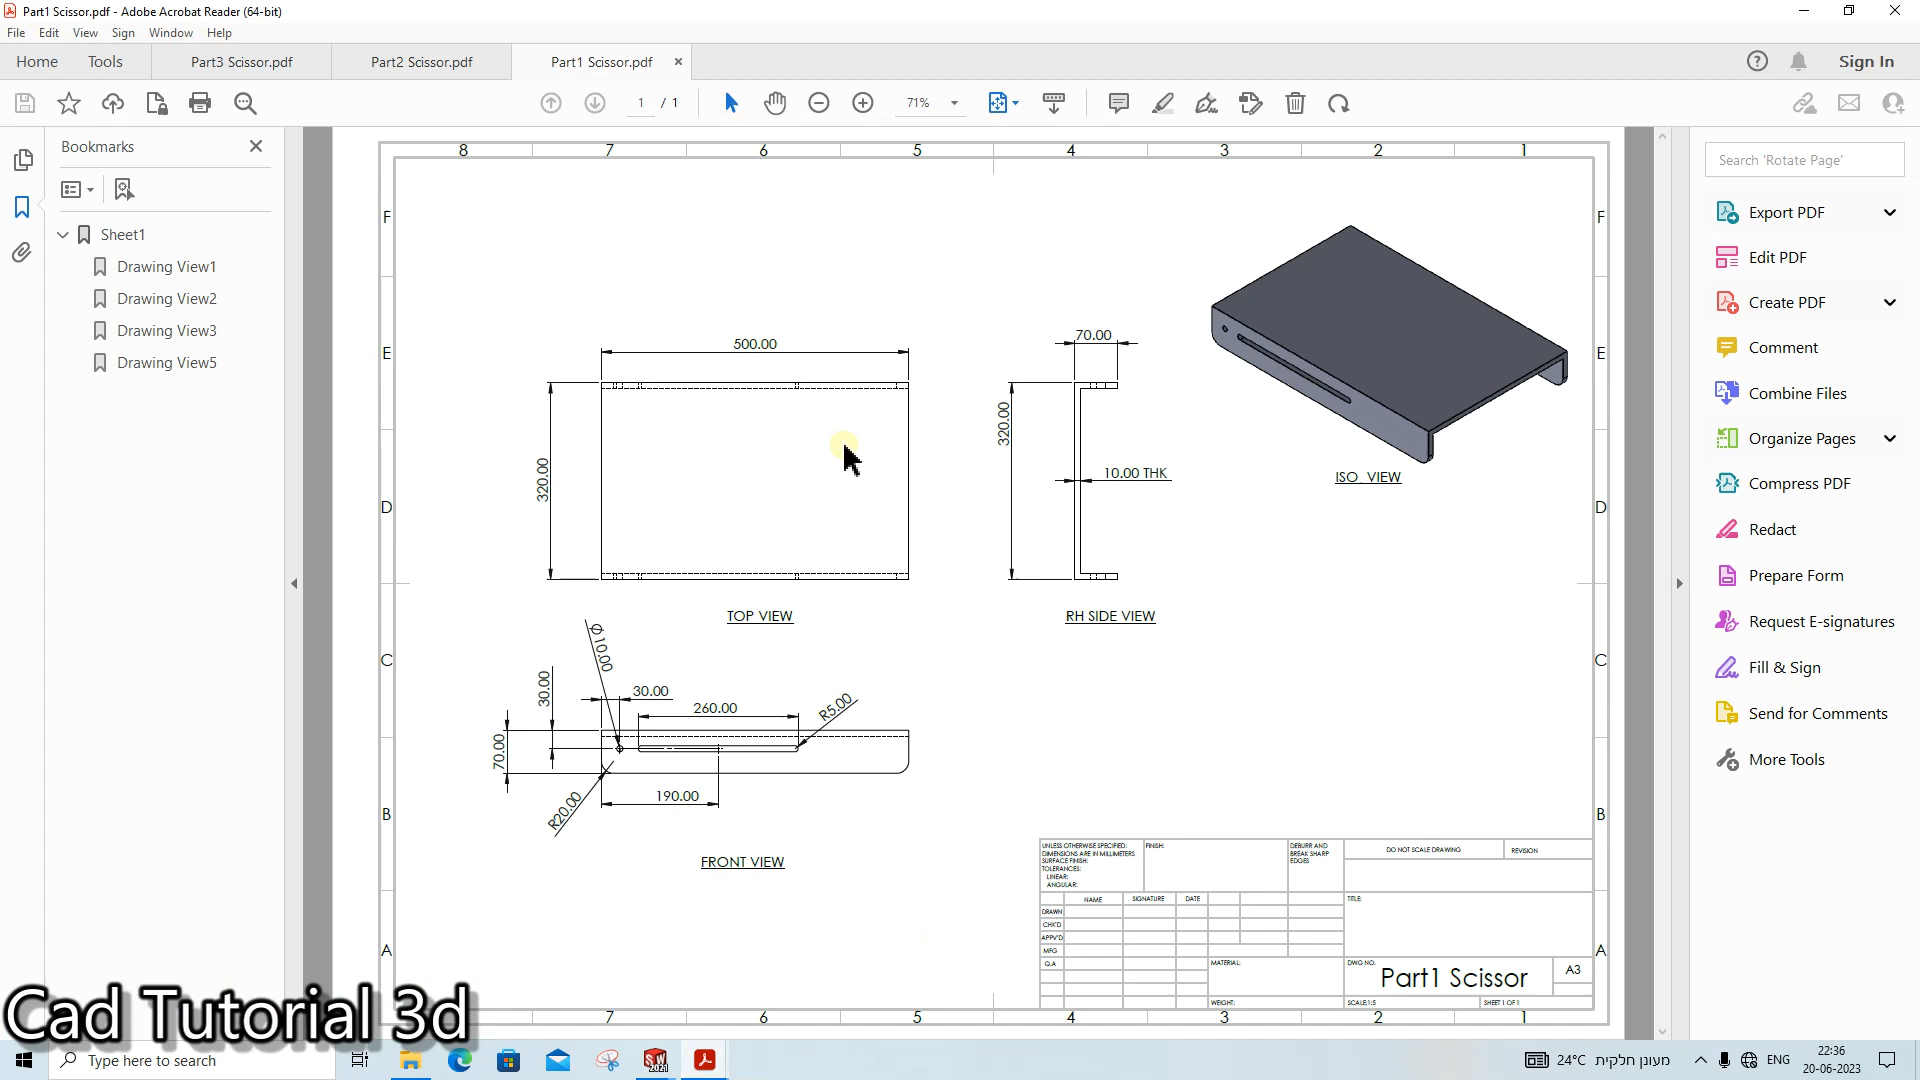 Part1 Scissor.pdf - Adobe Acrobat Reader (64-bit)
File Edit View Sign Window Help
Home Tools Part3 Scissor.pdf Part2 Scissor.pdf Part1 Scissor.pdf Sign In
1 / 1 71%
Bookmarks
Sheet1
Drawing View1
Drawing View2
Drawing View3
Drawing View5
8 7 6 5 4 3 2 1
F F
E E
D D
C C
B B
A A
500.00
320.00
TOP VIEW
70.00
320.00
10.00 THK
RH SIDE VIEW
ISO VIEW
Ø10.00
30.00
30.00
260.00
R5.00
70.00
R20.00
190.00
FRONT VIEW
UNLESS OTHERWISE SPECIFIED:
DIMENSIONS ARE IN MILLIMETERS
SURFACE FINISH:
TOLERANCES:
LINEAR:
ANGULAR:
FINISH:
DEBURR AND
BREAK SHARP
EDGES
DO NOT SCALE DRAWING
REVISION
NAME SIGNATURE DATE
TITLE:
DRAWN
CHK'D
APPV'D
MFG
Q.A
MATERIAL:
DWG NO.
Part1 Scissor
A3
WEIGHT:
SCALE:1:5
SHEET 1 OF 1
7 6 5 4 3 2 1
Search 'Rotate Page'
Export PDF
Edit PDF
Create PDF
Comment
Combine Files
Organize Pages
Compress PDF
Redact
Prepare Form
Request E-signatures
Fill & Sign
Send for Comments
More Tools
Cad Tutorial 3d
Type here to search
SW
2021
24°C מעונן חלקית
ENG
22:36
20-06-2023